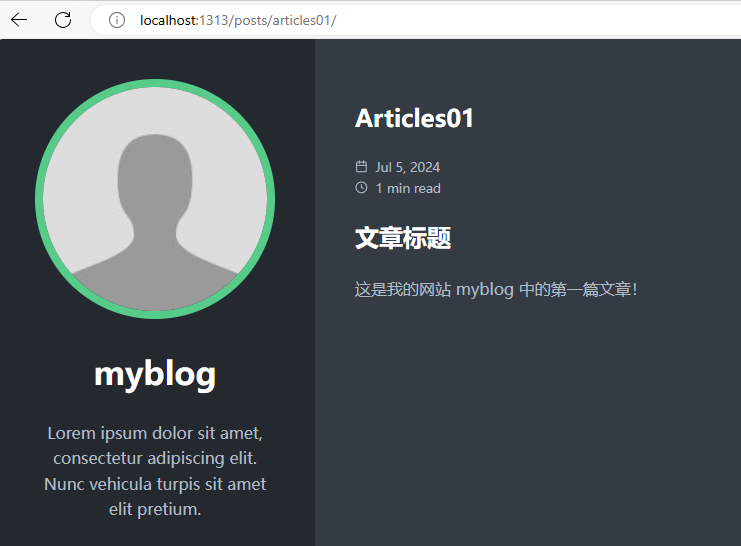 localhost:1313/posts/articles01/
myblog
Lorem ipsum dolor sit amet,
consectetur adipiscing elit.
Nunc vehicula turpis sit amet
elit pretium.
Articles01
Jul 5, 2024
1 min read
文章标题
这是我的网站 myblog 中的第一篇文章！